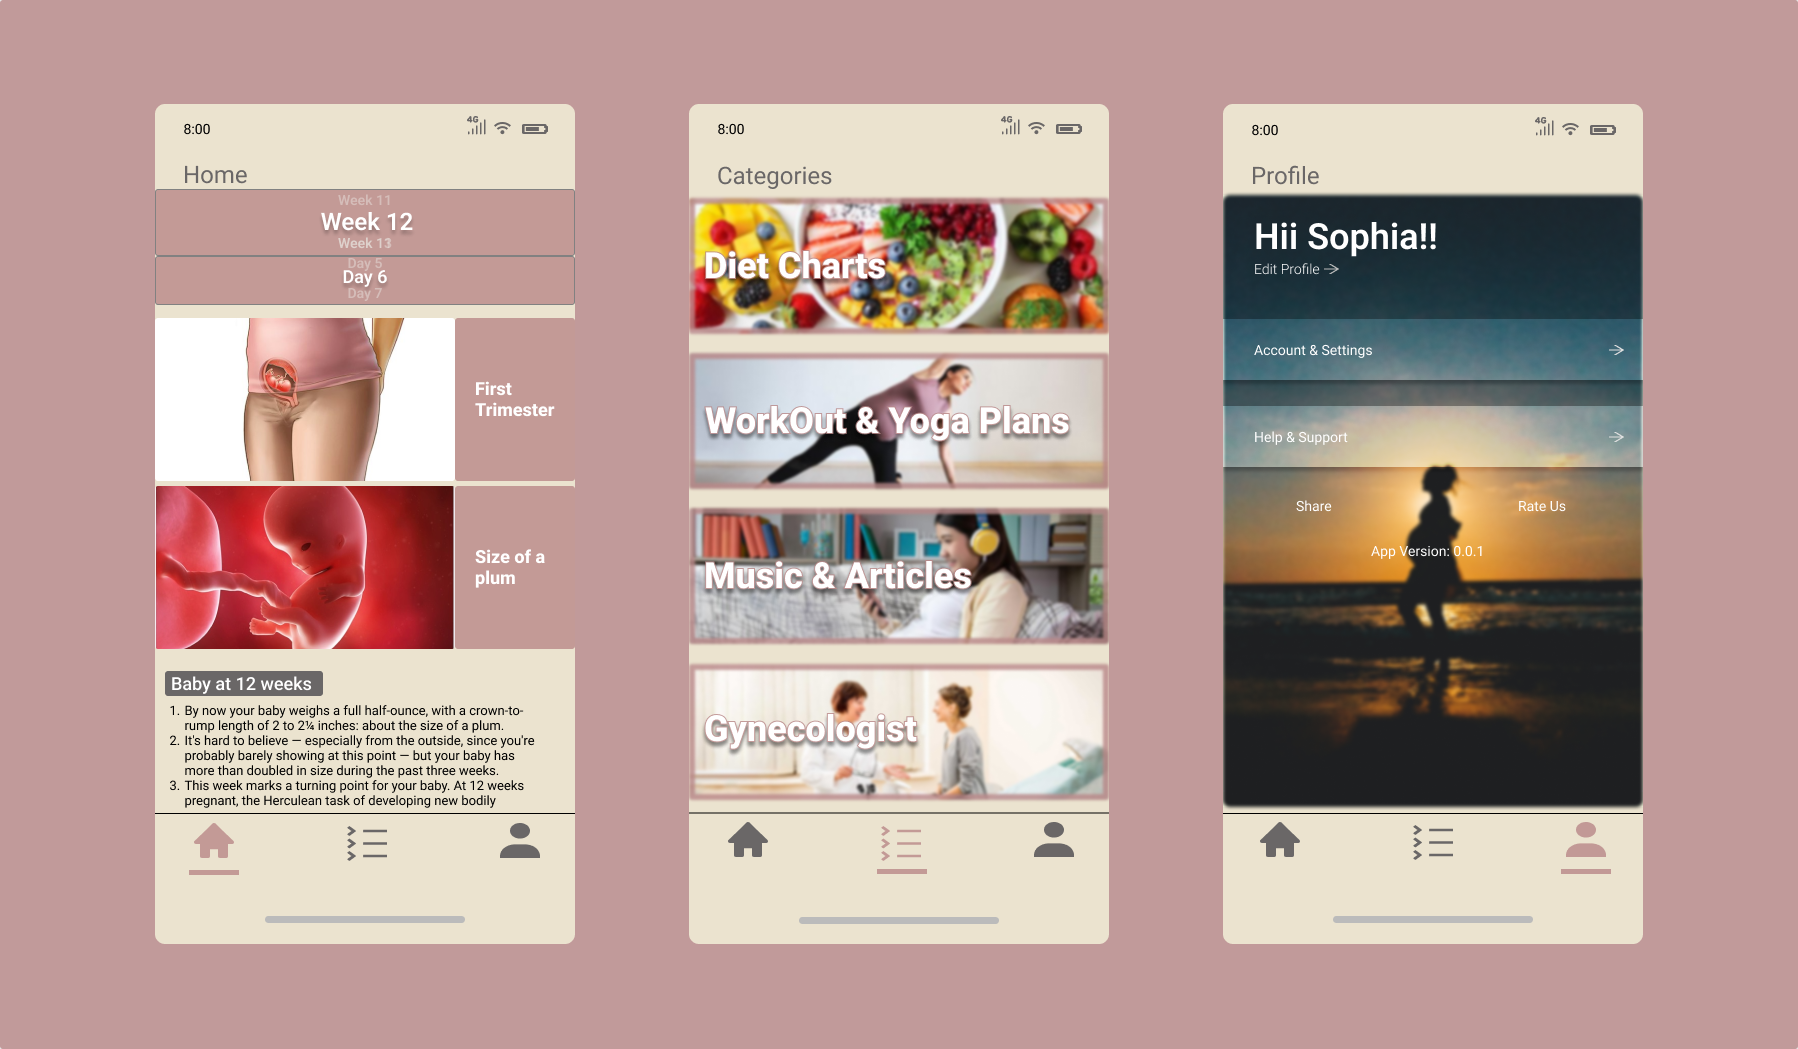 8:00
4G
Home
Week 11
Week 12
Week 13
Day 5
Day 6
Day 7
First
Trimester
Size of a
plum
Baby at 12 weeks
1. By now your baby weighs a full half-ounce, with a crown-to-
rump length of 2 to 2¼ inches: about the size of a plum.
2. It's hard to believe — especially from the outside, since you're
probably barely showing at this point — but your baby has
more than doubled in size during the past three weeks.
3. This week marks a turning point for your baby. At 12 weeks
pregnant, the Herculean task of developing new bodily
8:00
4G
Categories
Diet Charts
WorkOut & Yoga Plans
Music & Articles
Gynecologist
8:00
4G
Profile
Hii Sophia!!
Edit Profile
Account & Settings
Help & Support
Share
Rate Us
App Version: 0.0.1